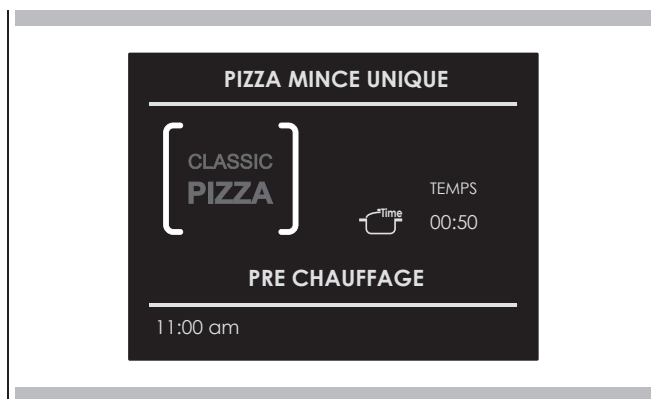 PIZZA MINCE UNIQUE
CLASSIC
PIZZA
TEMPS
Time
00:50
PRE CHAUFFAGE
11:00 am